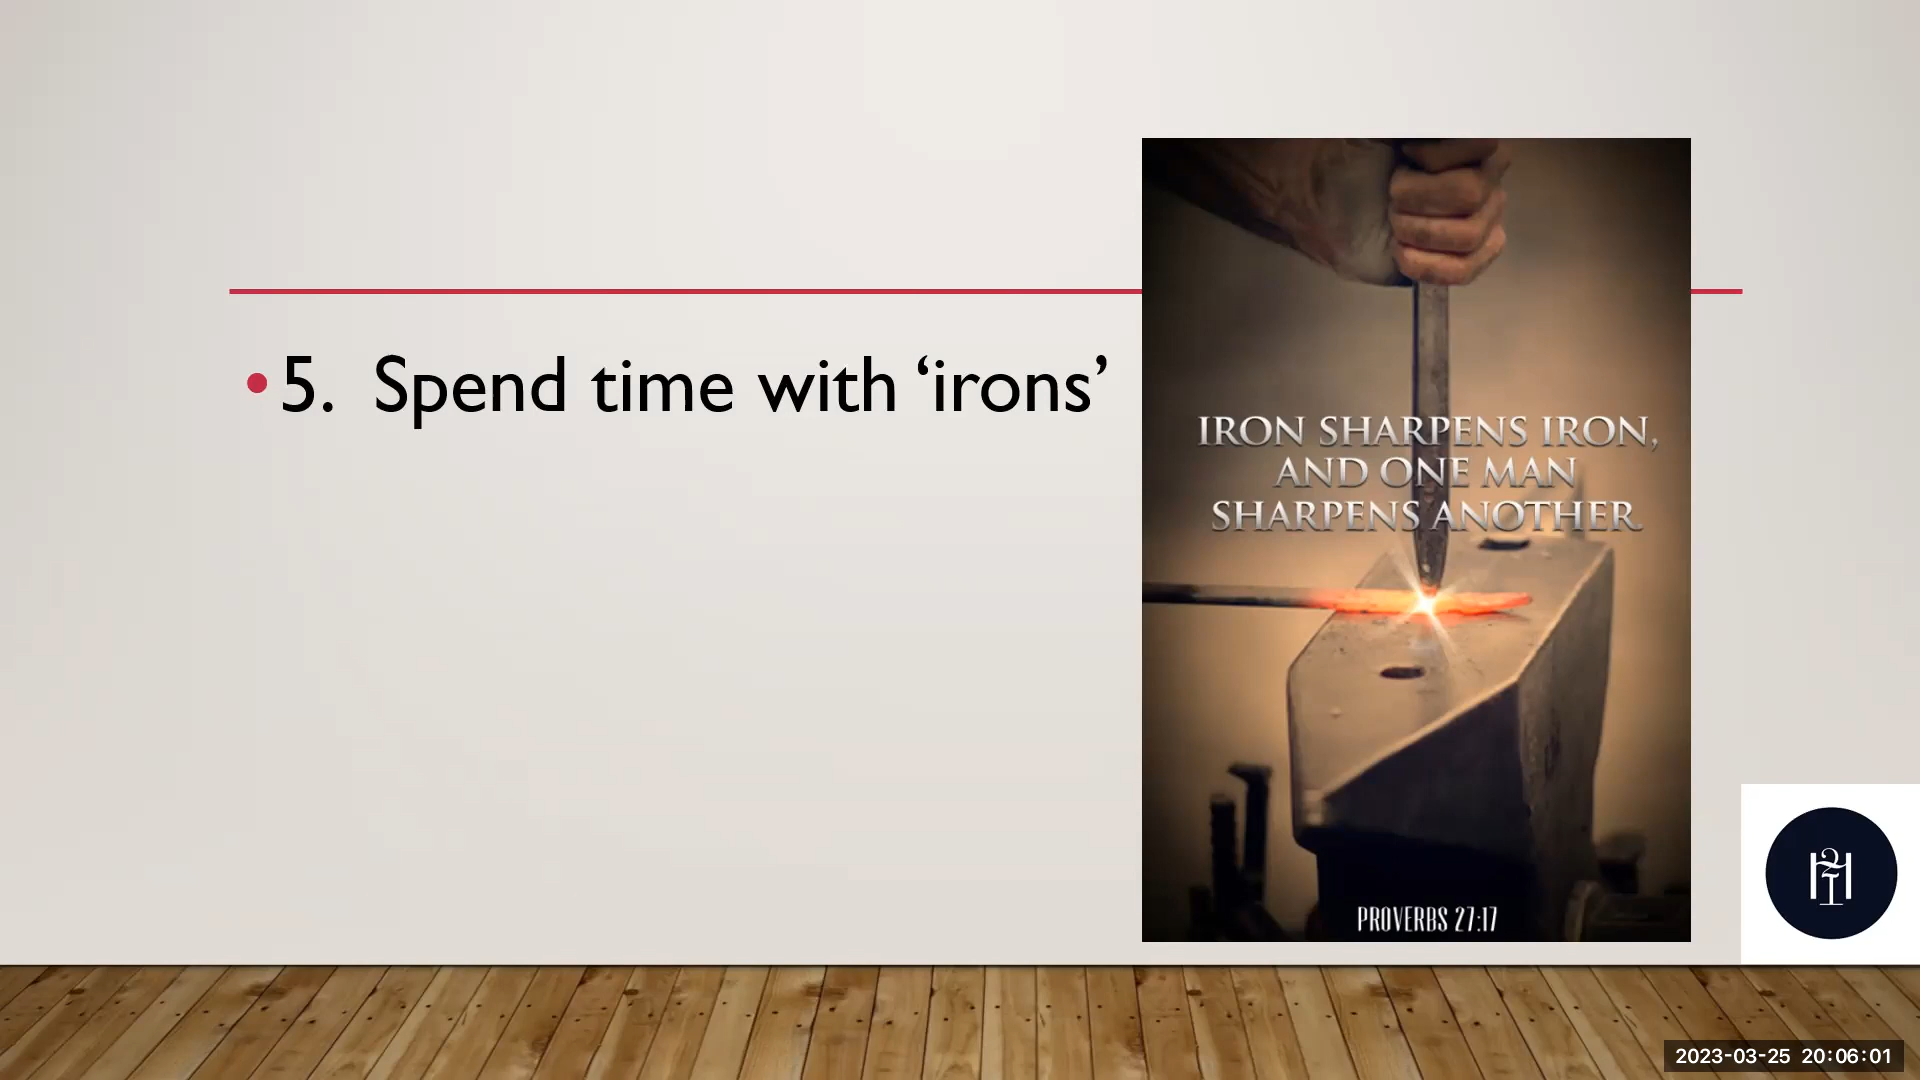 • 5.  Spend time with ‘irons’
IRON SHARPENS IRON,
AND ONE MAN
SHARPENS ANOTHER.
PROVERBS 27:17
2023-03-25 20:06:01